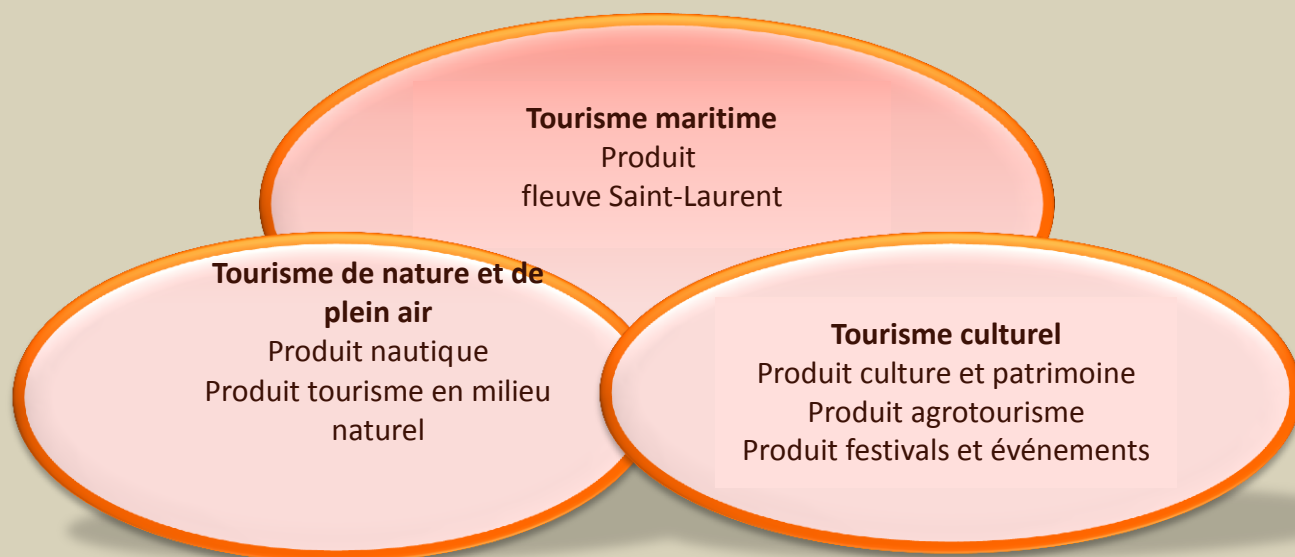 Tourisme maritime
Produit
fleuve Saint-Laurent
Tourisme de nature et de
plein air
Produit nautique
Produit tourisme en milieu
naturel
Tourisme culturel
Produit culture et patrimoine
Produit agrotourisme
Produit festivals et événements